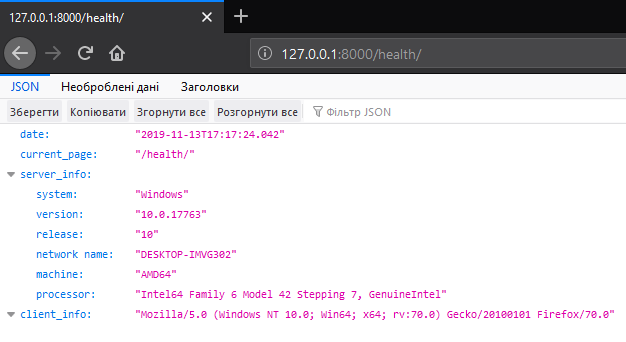 127.0.0.1:8000/health/
127.0.0.1:8000/health/
JSON Необроблені дані Заголовки
Зберегти Копіювати Згорнути все Розгорнути все Фільтр JSON
date: "2019-11-13T17:17:24.042"
current_page: "/health/"
server_info:
system: "Windows"
version: "10.0.17763"
release: "10"
network name: "DESKTOP-IMVG302"
machine: "AMD64"
processor: "Intel64 Family 6 Model 42 Stepping 7, GenuineIntel"
client_info: "Mozilla/5.0 (Windows NT 10.0; Win64; x64; rv:70.0) Gecko/20100101 Firefox/70.0"